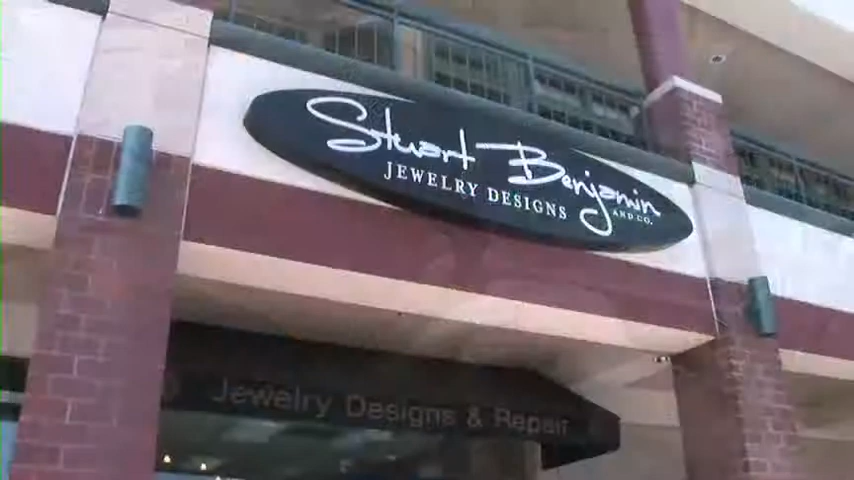 Stuart Benjamin
JEWELRY DESIGNS AND CO.
Jewelry Designs & Repair